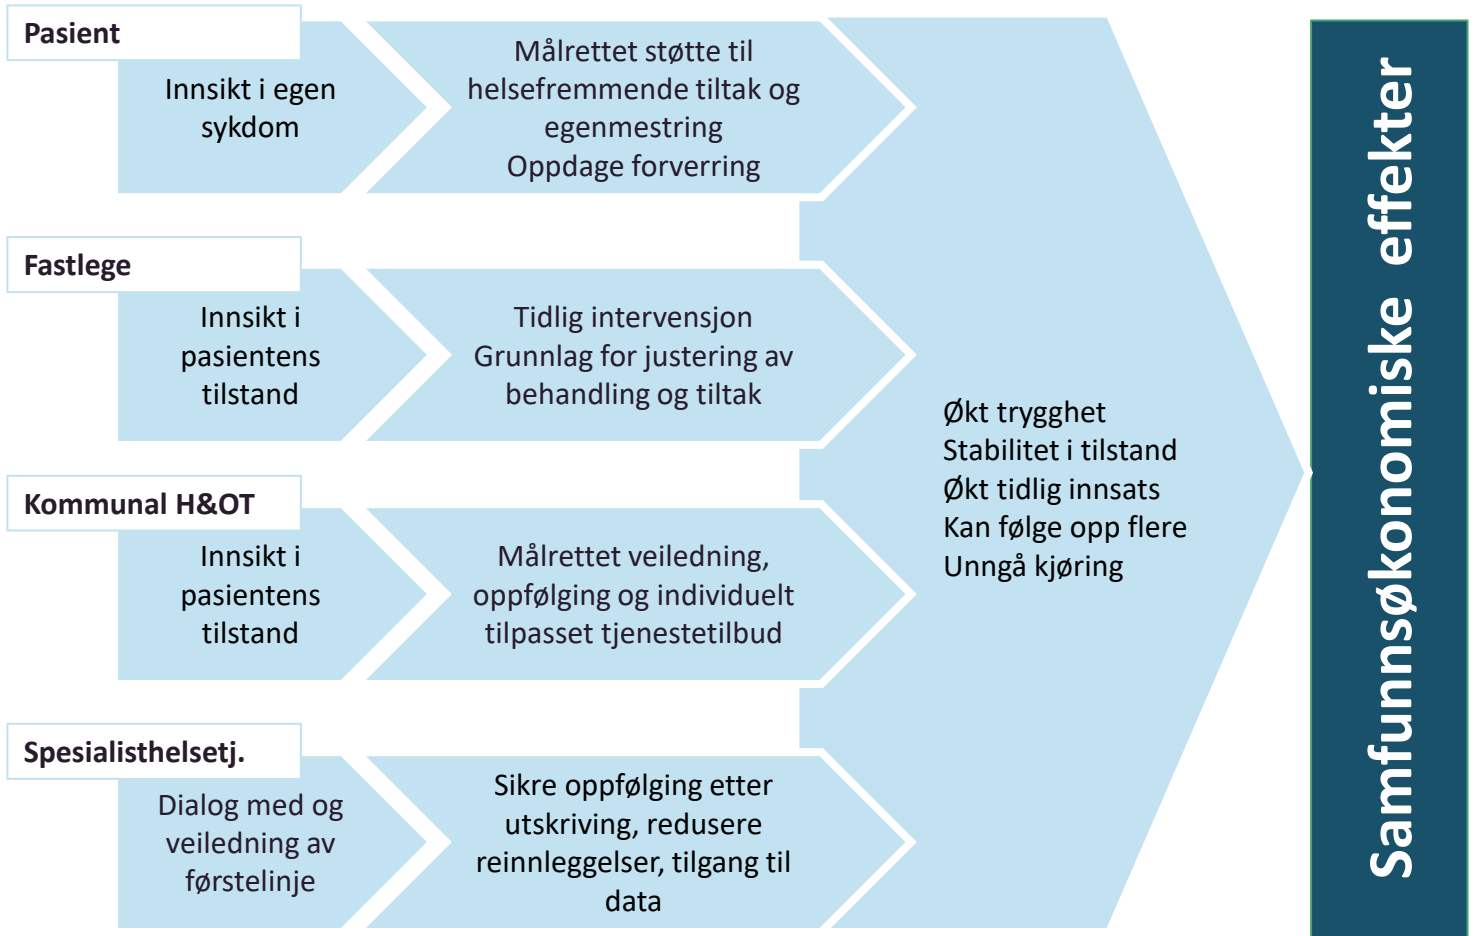 Pasient
Innsikt i egen
sykdom
Målrettet støtte til
helsefremmende tiltak og
egenmestring
Oppdage forverring
Fastlege
Innsikt i
pasientens
tilstand
Tidlig intervensjon
Grunnlag for justering av
behandling og tiltak
Kommunal H&OT
Innsikt i
pasientens
tilstand
Målrettet veiledning,
oppfølging og individuelt
tilpasset tjenestetilbud
Spesialisthelsetj.
Dialog med og
veiledning av
førstelinje
Sikre oppfølging etter
utskriving, redusere
reinnleggelser, tilgang til
data
Økt trygghet
Stabilitet i tilstand
Økt tidlig innsats
Kan følge opp flere
Unngå kjøring
Samfunnsøkonomiske effekter